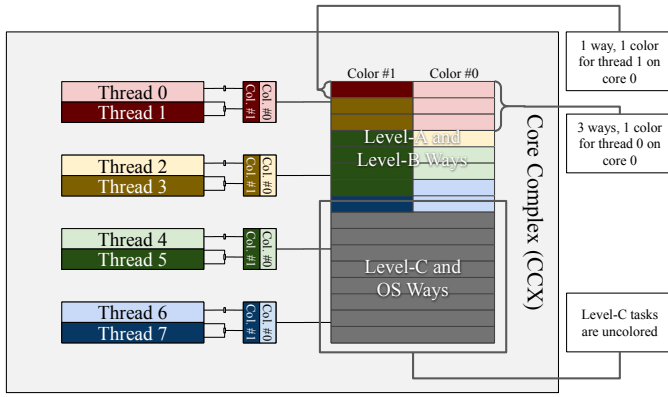 1 way, 1 color
for thread 1 on
core 0
Color #1
Color #0
Thread 0
Thread 1
Col. #1
Col. #0
3 ways, 1 color
for thread 0 on
core 0
Level-A and
Level-B Ways
Thread 2
Thread 3
Col. #1
Col. #0
Core Complex (CCX)
Thread 4
Thread 5
Col. #1
Col. #0
Level-C and
OS Ways
Thread 6
Thread 7
Col. #1
Col. #0
Level-C tasks
are uncolored